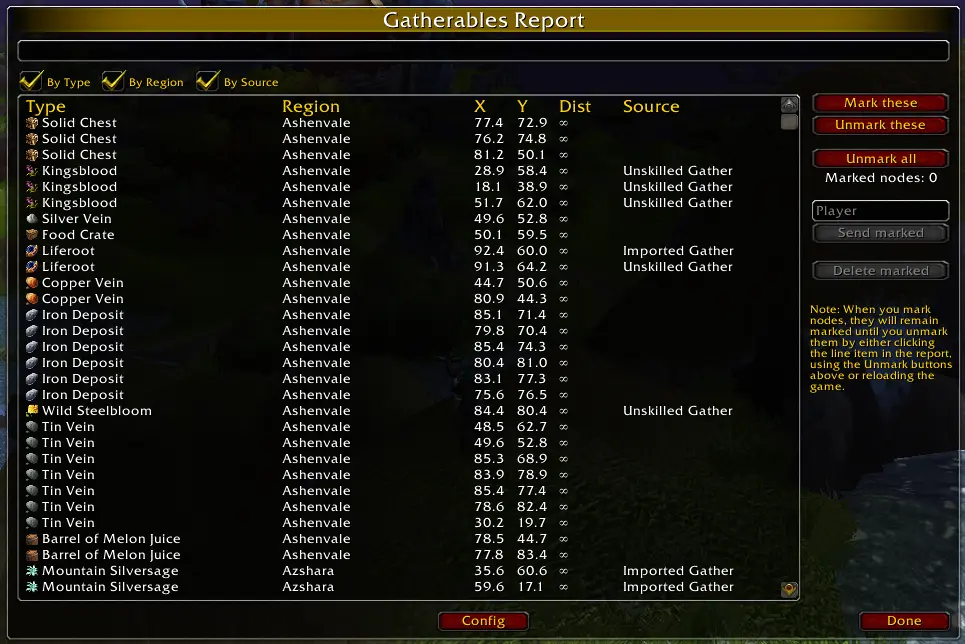 Gatherables Report
By Type By Region By Source
Type Region X Y Dist Source
Solid Chest Ashenvale 77.4 72.9 ∞
Solid Chest Ashenvale 76.2 74.8 ∞
Solid Chest Ashenvale 81.2 50.1 ∞
Kingsblood Ashenvale 28.9 58.4 ∞ Unskilled Gather
Kingsblood Ashenvale 18.1 38.9 ∞ Unskilled Gather
Kingsblood Ashenvale 51.7 62.0 ∞ Unskilled Gather
Silver Vein Ashenvale 49.6 52.8 ∞
Food Crate Ashenvale 50.1 59.5 ∞
Liferoot Ashenvale 92.4 60.0 ∞ Imported Gather
Liferoot Ashenvale 91.3 64.2 ∞ Unskilled Gather
Copper Vein Ashenvale 44.7 50.6 ∞
Copper Vein Ashenvale 80.9 44.3 ∞
Iron Deposit Ashenvale 85.1 71.4 ∞
Iron Deposit Ashenvale 79.8 70.4 ∞
Iron Deposit Ashenvale 85.4 74.3 ∞
Iron Deposit Ashenvale 80.4 81.0 ∞
Iron Deposit Ashenvale 83.1 77.3 ∞
Iron Deposit Ashenvale 75.6 76.5 ∞
Wild Steelbloom Ashenvale 84.4 80.4 ∞ Unskilled Gather
Tin Vein Ashenvale 48.5 62.7 ∞
Tin Vein Ashenvale 49.6 52.8 ∞
Tin Vein Ashenvale 85.3 68.9 ∞
Tin Vein Ashenvale 83.9 78.9 ∞
Tin Vein Ashenvale 85.4 77.4 ∞
Tin Vein Ashenvale 78.6 82.4 ∞
Tin Vein Ashenvale 30.2 19.7 ∞
Barrel of Melon Juice Ashenvale 78.5 44.7 ∞
Barrel of Melon Juice Ashenvale 77.8 83.4 ∞
Mountain Silversage Azshara 35.6 60.6 ∞ Imported Gather
Mountain Silversage Azshara 59.6 17.1 ∞ Imported Gather
Mark these
Unmark these
Unmark all
Marked nodes: 0
Player
Send marked
Delete marked
Note: When you mark
nodes, they will remain
marked until you unmark
them by either clicking
the line item in the report,
using the Unmark buttons
above or reloading the
game.
Config
Done